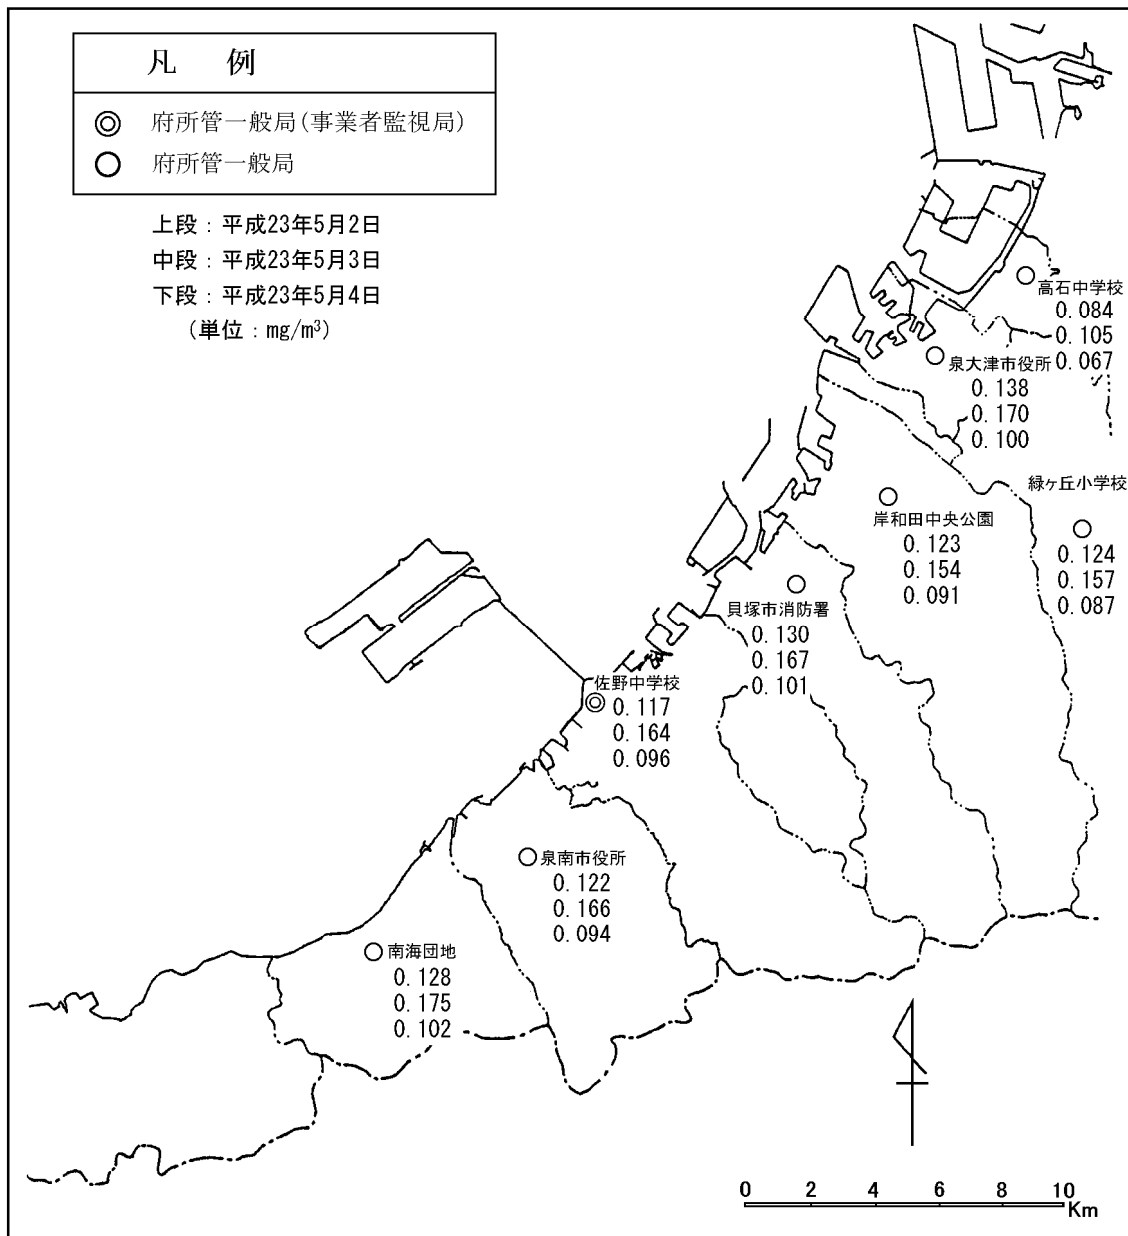 凡 例
府所管一般局(事業者監視局)
府所管一般局
上段：平成23年5月2日
中段：平成23年5月3日
下段：平成23年5月4日
(単位：mg/m³)
高石中学校
0.084
0.105
0.067
泉大津市役所
0.138
0.170
0.100
緑ヶ丘小学校
0.124
0.157
0.087
岸和田中央公園
0.123
0.154
0.091
貝塚市消防署
0.130
0.167
0.101
佐野中学校
0.117
0.164
0.096
泉南市役所
0.122
0.166
0.094
南海団地
0.128
0.175
0.102
0 2 4 6 8 10
Km